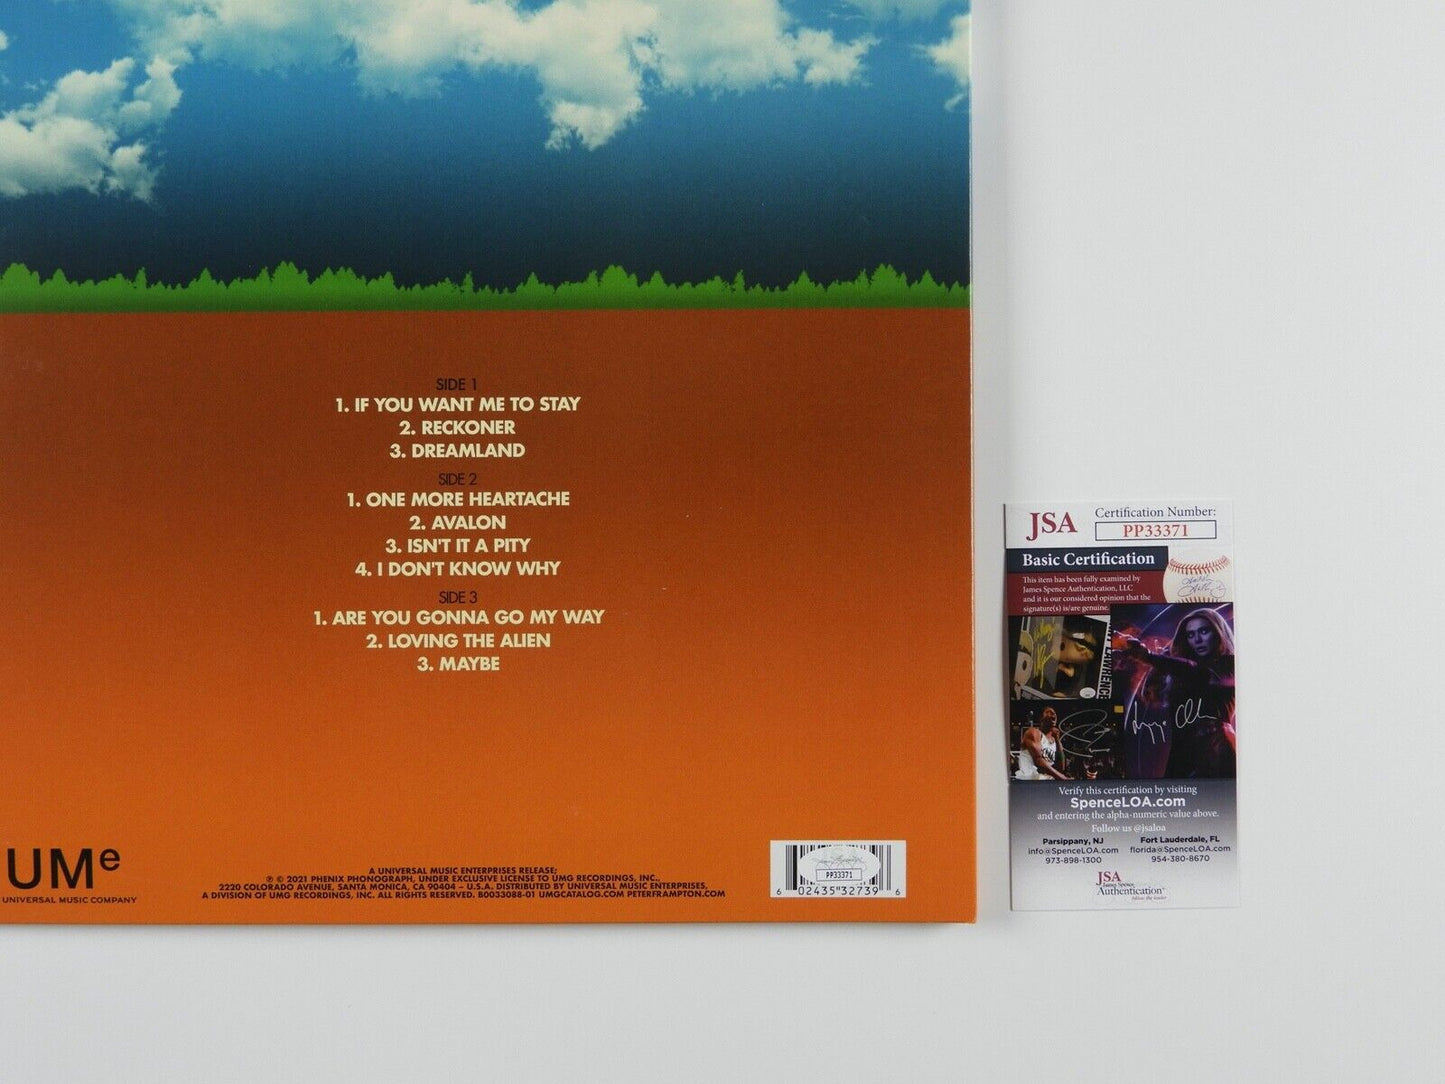 SIDE 1
1. IF YOU WANT ME TO STAY
2. RECKONER
3. DREAMLAND
SIDE 2
1. ONE MORE HEARTACHE
2. AVALON
3. ISN'T IT A PITY
4. I DON'T KNOW WHY
SIDE 3
1. ARE YOU GONNA GO MY WAY
2. LOVING THE ALIEN
3. MAYBE
UMe
UNIVERSAL MUSIC COMPANY
A UNIVERSAL MUSIC ENTERPRISES RELEASE;
℗ © 2021 PHENIX PHONOGRAPH, UNDER EXCLUSIVE LICENSE TO UMG RECORDINGS, INC.,
2220 COLORADO AVENUE, SANTA MONICA, CA 90404 – U.S.A. DISTRIBUTED BY UNIVERSAL MUSIC ENTERPRISES,
A DIVISION OF UMG RECORDINGS, INC. ALL RIGHTS RESERVED. B0033088-01 UMGCATALOG.COM PETERFRAMPTON.COM
PP33371
6 02435"32739 6
JSA
Certification Number:
PP33371
Basic Certification
This item has been fully examined by
James Spence Authentication, LLC
and it is our considered opinion that the
signature(s) is/are genuine.
LAWRENCE
Verify this certification by visiting
SpenceLOA.com
and entering the alpha-numeric value above.
Follow us @jsaloa
Parsippany, NJ
info@SpenceLOA.com
973-898-1300
Fort Lauderdale, FL
florida@SpenceLOA.com
954-380-8670
JSA
James Spence
Authentication
Follow the leader